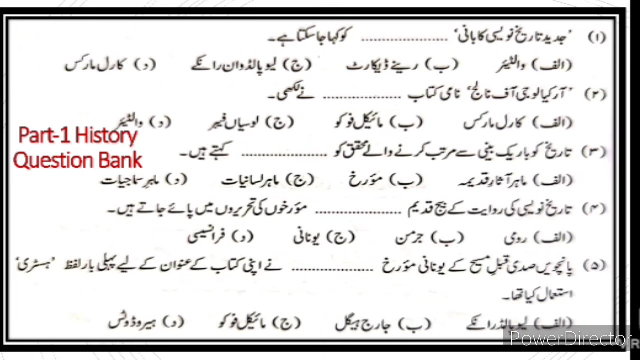 (۱) ’جدید تاریخ نویسی کا بانی‘ .................... کو کہا جا سکتا ہے۔
(الف) والٹیئر (ب) رینے ڈیکارٹ (ج) لیوپالڈ وان رانکے (د) کارل مارکس
(۲) ’آرکیالوجی آف نالج‘ نامی کتاب .................... نے لکھی۔
(الف) کارل مارکس (ب) مائیکل فوکو (ج) لوسیاں فیبر (د) والٹیئر
Part-1 History
Question Bank
(۳) تاریخ کو باریک بینی سے مرتب کرنے والے محقق کو .................... کہتے ہیں۔
(الف) ماہر آثار قدیمہ (ب) مؤرخ (ج) ماہر لسانیات (د) ماہر سماجیات
(۴) تاریخ نویسی کی روایت کے بیج قدیم .................... مؤرخوں کی تحریروں میں پائے جاتے ہیں۔
(الف) رومی (ب) جرمن (ج) یونانی (د) فرانسیسی
(۵) پانچویں صدی قبل مسیح کے یونانی مؤرخ .................... نے اپنی کتاب کے عنوان کے لیے پہلی بار لفظ ’ہسٹری‘
استعمال کیا تھا۔
(الف) لیوپالڈ رانکے (ب) جارج ہیگل (ج) مائیکل فوکو (د) ہیروڈوٹس
PowerDirector